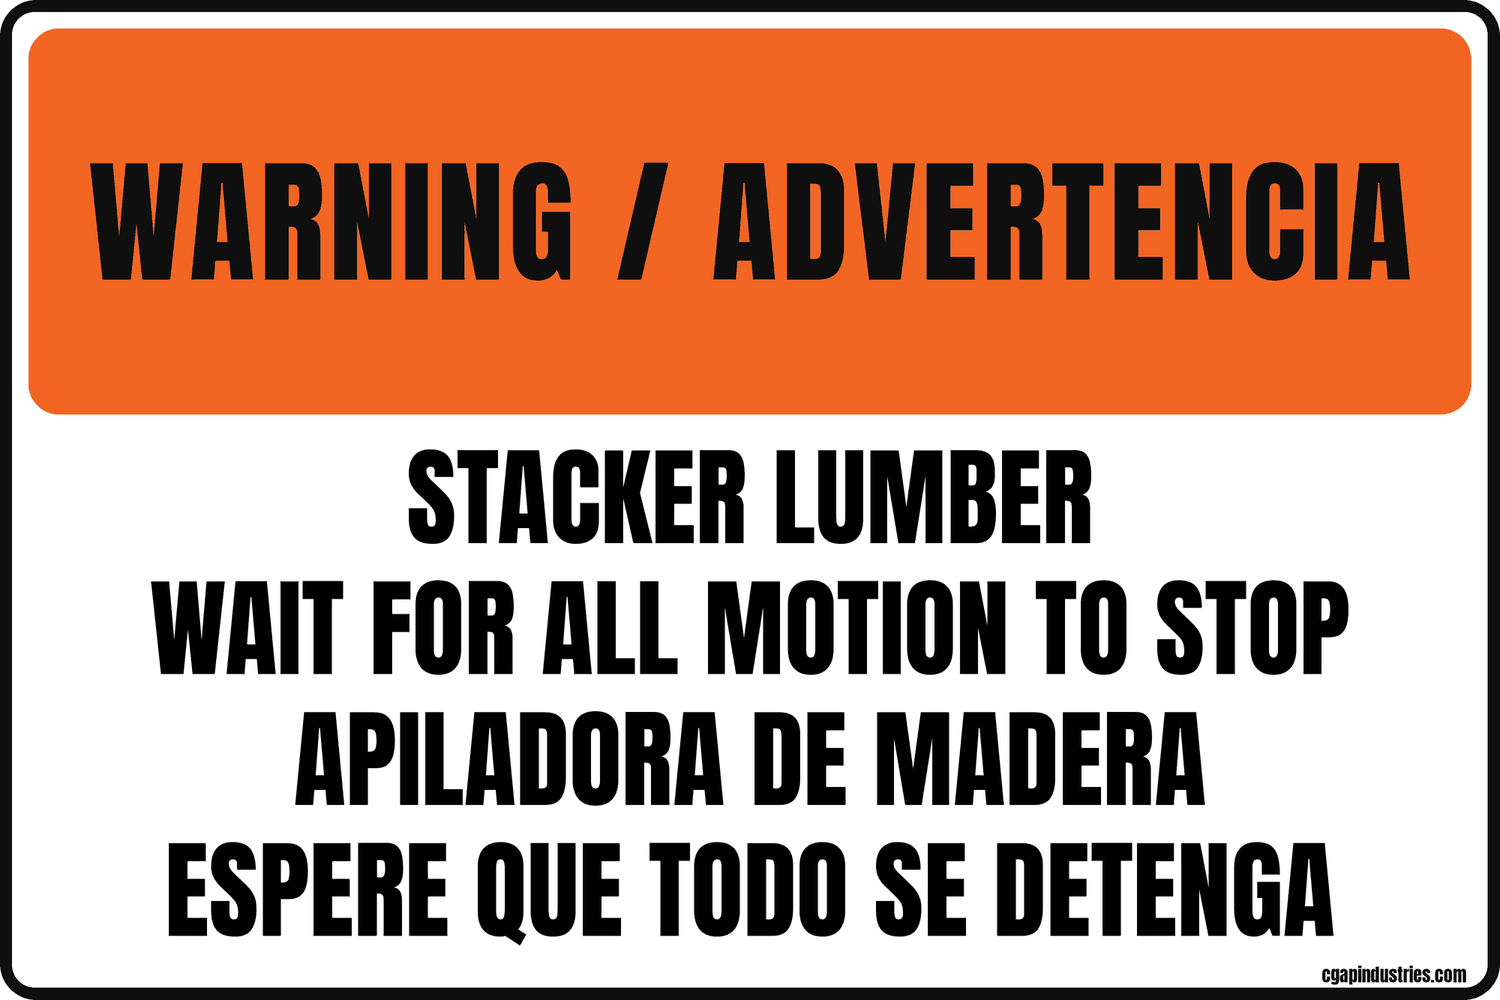 WARNING / ADVERTENCIA
STACKER LUMBER
WAIT FOR ALL MOTION TO STOP
APILADORA DE MADERA
ESPERE QUE TODO SE DETENGA
cgapindustries.com